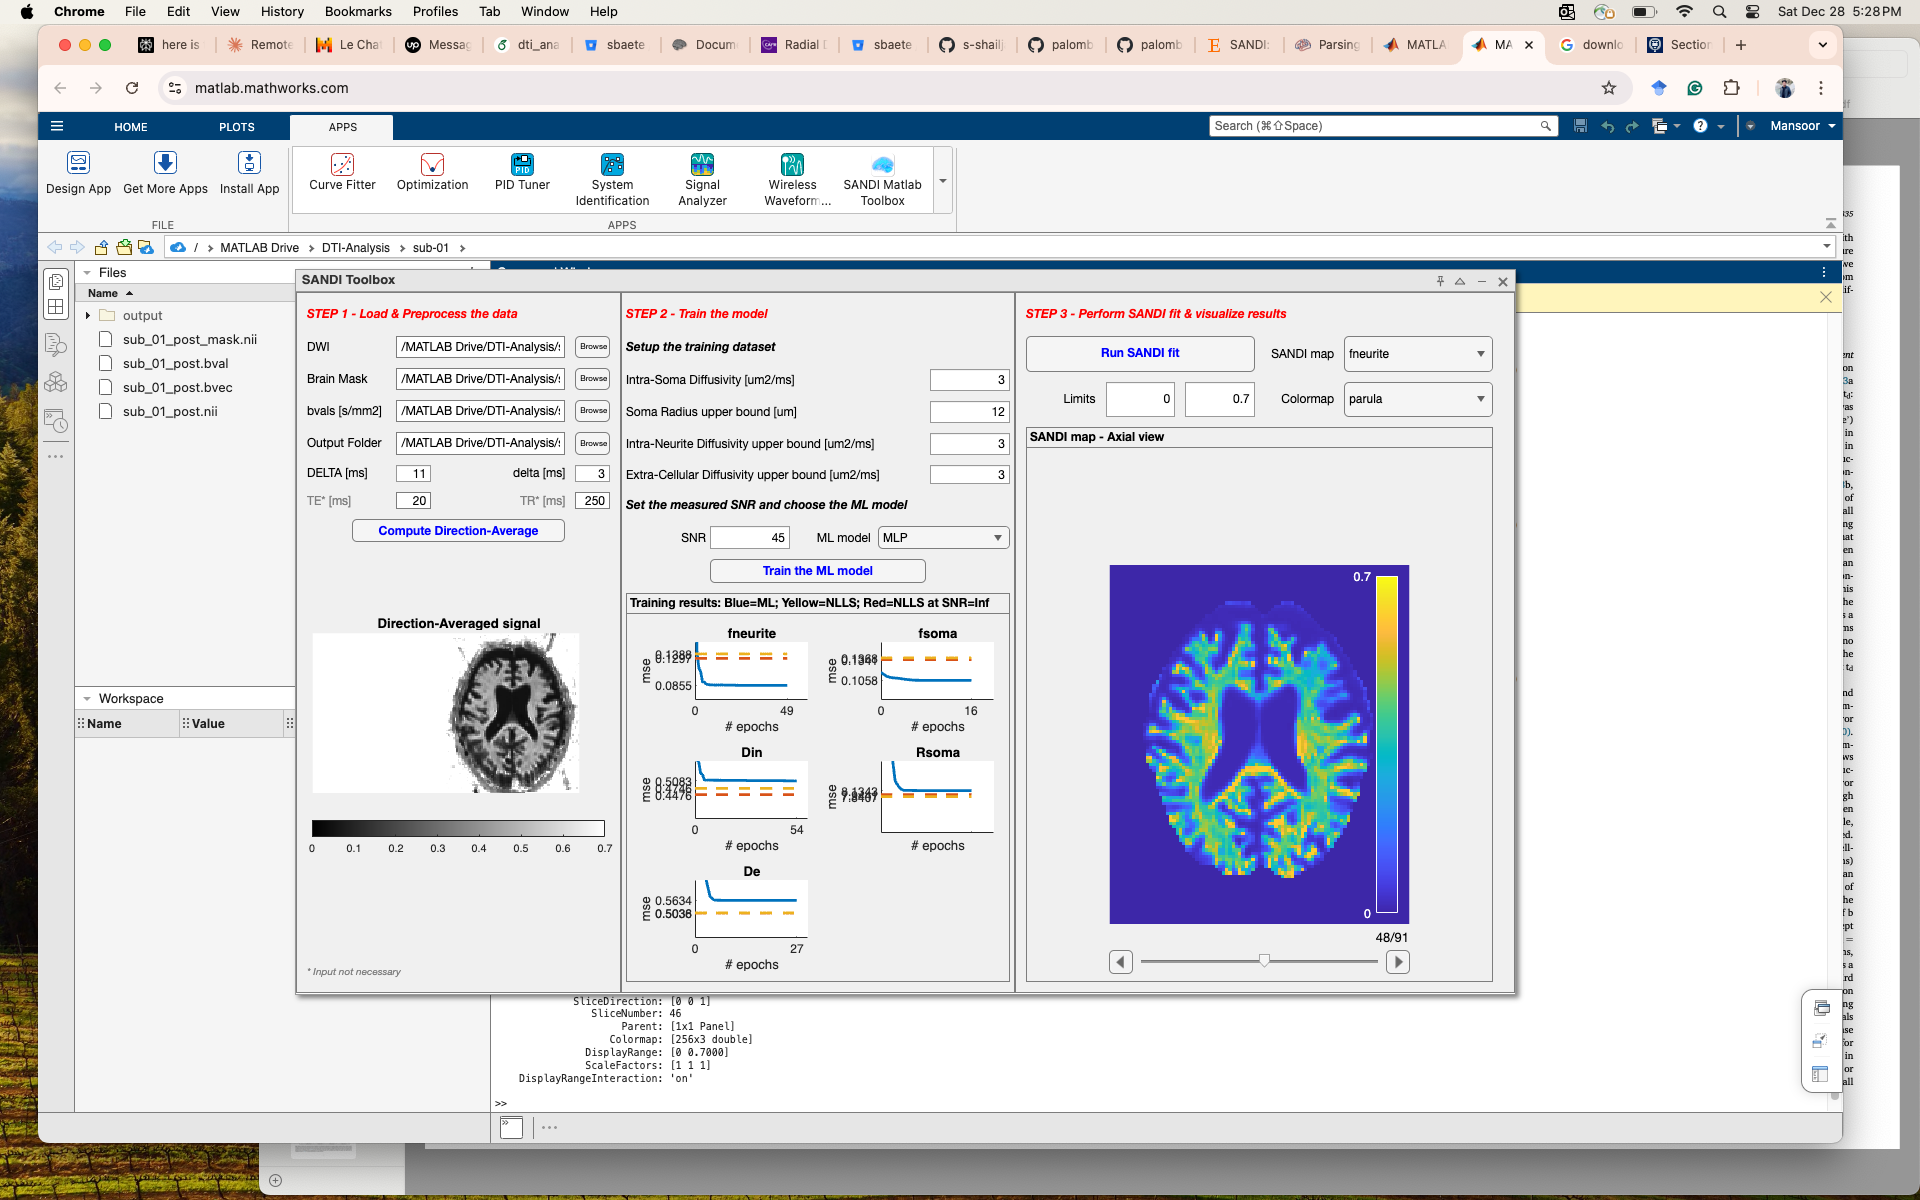 Chrome File Edit View History Bookmarks Profiles Tab Window Help
Sat Dec 28 5:28 PM
here is
Remote
Le Cha
Messag
dti_ana
sbaete
Docum
Radial
sbaete
s-shailj
palomb
palomb
SANDI:
Parsing
MATLA
MA
downlo
Section
matlab.mathworks.com
HOME PLOTS APPS
Search (⌘⇧Space)
Mansoor
Design App
Get More Apps
Install App
Curve Fitter
Optimization
PID Tuner
System Identification
Signal Analyzer
Wireless Waveform...
SANDI Matlab Toolbox
FILE
APPS
/ > MATLAB Drive > DTI-Analysis > sub-01 >
Files
Name
output
sub_01_post_mask.nii
sub_01_post.bval
sub_01_post.bvec
sub_01_post.nii
Workspace
Name Value
SANDI Toolbox
STEP 1 - Load & Preprocess the data
DWI /MATLAB Drive/DTI-Analysis/ Browse
Brain Mask /MATLAB Drive/DTI-Analysis/ Browse
bvals [s/mm2] /MATLAB Drive/DTI-Analysis/ Browse
Output Folder /MATLAB Drive/DTI-Analysis/ Browse
DELTA [ms] 11 delta [ms] 3
TE* [ms] 20 TR* [ms] 250
Compute Direction-Average
Direction-Averaged signal
0 0.1 0.2 0.3 0.4 0.5 0.6 0.7
* Input not necessary
STEP 2 - Train the model
Setup the training dataset
Intra-Soma Diffusivity [um2/ms] 3
Soma Radius upper bound [um] 12
Intra-Neurite Diffusivity upper bound [um2/ms] 3
Extra-Cellular Diffusivity upper bound [um2/ms] 3
Set the measured SNR and choose the ML model
SNR 45 ML model MLP
Train the ML model
Training results: Blue=ML; Yellow=NLLS; Red=NLLS at SNR=Inf
fneurite
mse
0.1388
0.1297
0.0855
0 49
# epochs
fsoma
mse
0.1368
0.1341
0.1058
0 16
# epochs
Din
mse
0.5083
0.4746
0.4476
0 54
# epochs
Rsoma
mse
8.1343
7.8407
# epochs
De
mse
0.5634
0 27
# epochs
STEP 3 - Perform SANDI fit & visualize results
Run SANDI fit
SANDI map fneurite
Limits 0 0.7
Colormap parula
SANDI map - Axial view
0.7
0
48/91
SliceDirection: [0 0 1]
SliceNumber: 46
Parent: [1x1 Panel]
Colormap: [256x3 double]
DisplayRange: [0 0.7000]
ScaleFactors: [1 1 1]
DisplayRangeInteraction: 'on'
>>